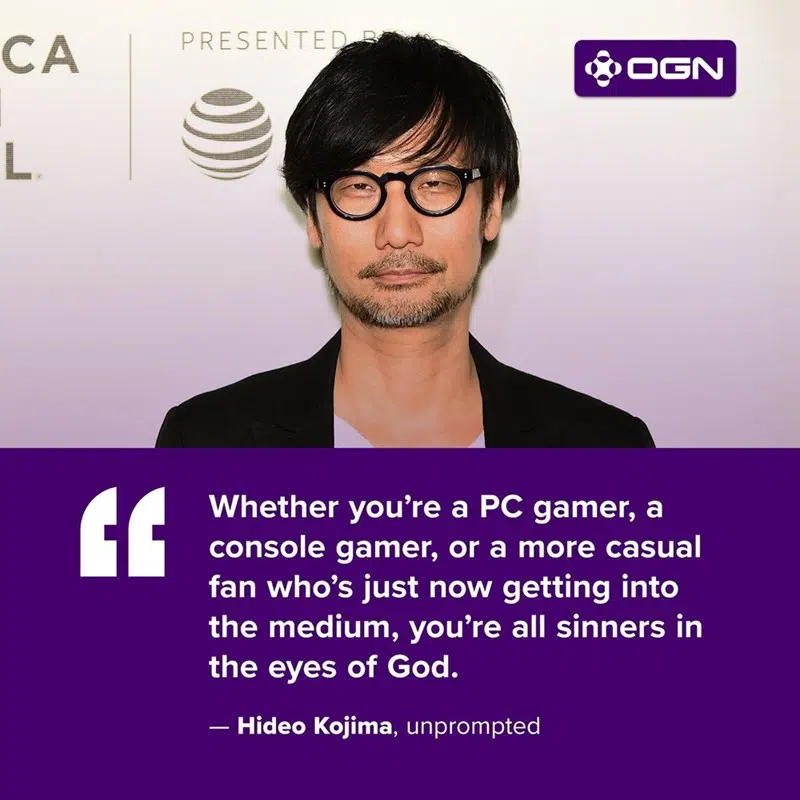 CA
PRESENTED B
OGN
L.
Whether you’re a PC gamer, a
console gamer, or a more casual
fan who’s just now getting into
the medium, you’re all sinners in
the eyes of God.
— Hideo Kojima, unprompted